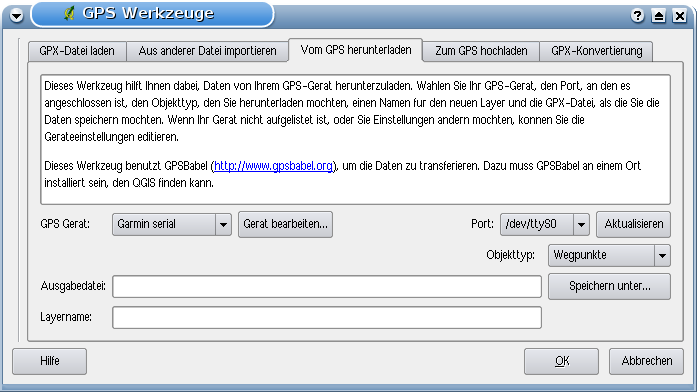 GPS Werkzeuge
GPX-Datei laden Aus anderer Datei importieren Vom GPS herunterladen Zum GPS hochladen GPX-Konvertierung
Dieses Werkzeug hilft Ihnen dabei, Daten von Ihrem GPS-Gerat herunterzuladen. Wahlen Sie Ihr GPS-Gerat, den Port, an den es
angeschlossen ist, den Objekttyp, den Sie herunterladen mochten, einen Namen fur den neuen Layer und die GPX-Datei, als die Sie die
Daten speichern mochten. Wenn Ihr Gerat nicht aufgelistet ist, oder Sie Einstellungen andern mochten, konnen Sie die
Gerateeinstellungen editieren.
Dieses Werkzeug benutzt GPSBabel (http://www.gpsbabel.org), um die Daten zu transferieren. Dazu muss GPSBabel an einem Ort
installiert sein, den QGIS finden kann.
GPS Gerat: Garmin serial Gerat bearbeiten... Port: /dev/ttyS0 Aktualisieren
Objekttyp: Wegpunkte
Ausgabedatei: Speichern unter...
Layername:
Hilfe OK Abbrechen